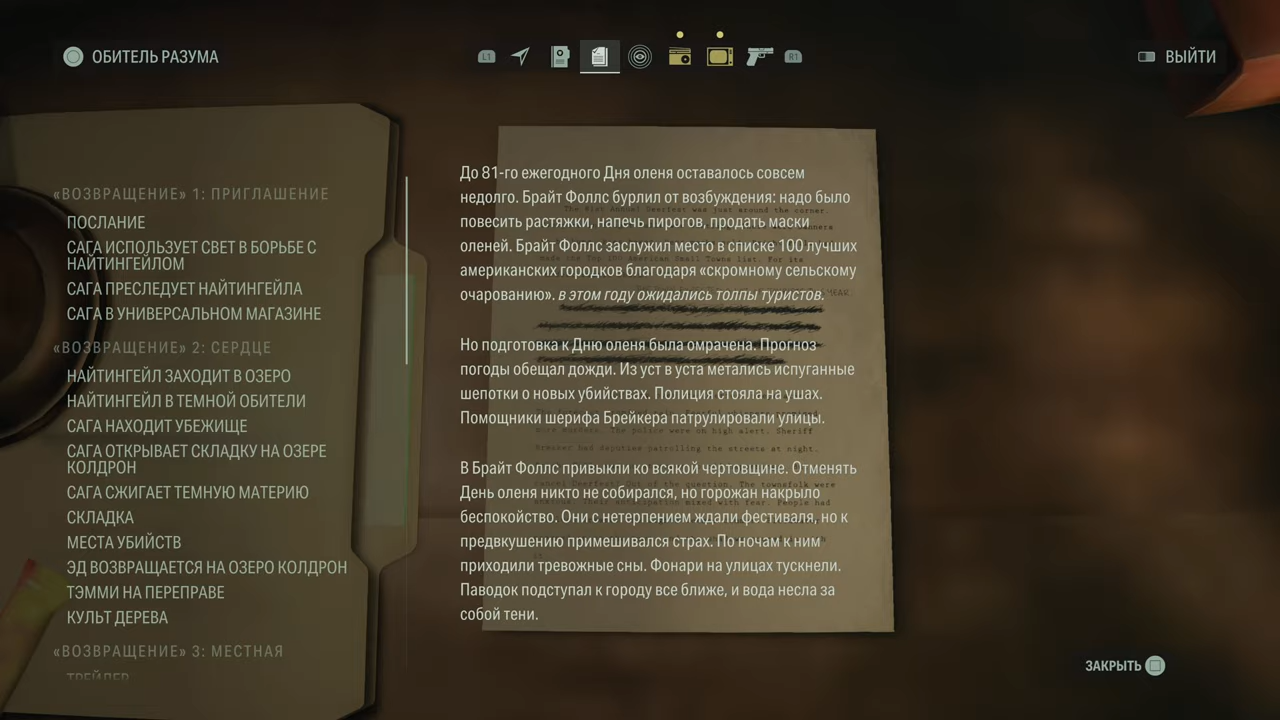 ОБИТЕЛЬ РАЗУМА
L1
R1
ВЫЙТИ
«ВОЗВРАЩЕНИЕ» 1: ПРИГЛАШЕНИЕ
ПОСЛАНИЕ
САГА ИСПОЛЬЗУЕТ СВЕТ В БОРЬБЕ С
НАЙТИНГЕЙЛОМ
САГА ПРЕСЛЕДУЕТ НАЙТИНГЕЙЛА
САГА В УНИВЕРСАЛЬНОМ МАГАЗИНЕ
«ВОЗВРАЩЕНИЕ» 2: СЕРДЦЕ
НАЙТИНГЕЙЛ ЗАХОДИТ В ОЗЕРО
НАЙТИНГЕЙЛ В ТЕМНОЙ ОБИТЕЛИ
САГА НАХОДИТ УБЕЖИЩЕ
САГА ОТКРЫВАЕТ СКЛАДКУ НА ОЗЕРЕ
КОЛДРОН
САГА СЖИГАЕТ ТЕМНУЮ МАТЕРИЮ
СКЛАДКА
МЕСТА УБИЙСТВ
ЭД ВОЗВРАЩАЕТСЯ НА ОЗЕРО КОЛДРОН
ТЭММИ НА ПЕРЕПРАВЕ
КУЛЬТ ДЕРЕВА
«ВОЗВРАЩЕНИЕ» 3: МЕСТНАЯ
ТРЕЙЛЕР
До 81-го ежегодного Дня оленя оставалось совсем
недолго. Брайт Фоллс бурлил от возбуждения: надо было
повесить растяжки, напечь пирогов, продать маски
оленей. Брайт Фоллс заслужил место в списке 100 лучших
американских городков благодаря «скромному сельскому
очарованию». в этом году ожидались толпы туристов.
Но подготовка к Дню оленя была омрачена. Прогноз
погоды обещал дожди. Из уст в уста метались испуганные
шепотки о новых убийствах. Полиция стояла на ушах.
Помощники шерифа Брейкера патрулировали улицы.
В Брайт Фоллс привыкли ко всякой чертовщине. Отменять
День оленя никто не собирался, но горожан накрыло
беспокойство. Они с нетерпением ждали фестиваля, но к
предвкушению примешивался страх. По ночам к ним
приходили тревожные сны. Фонари на улицах тускнели.
Паводок подступал к городу все ближе, и вода несла за
собой тени.
ЗАКРЫТЬ